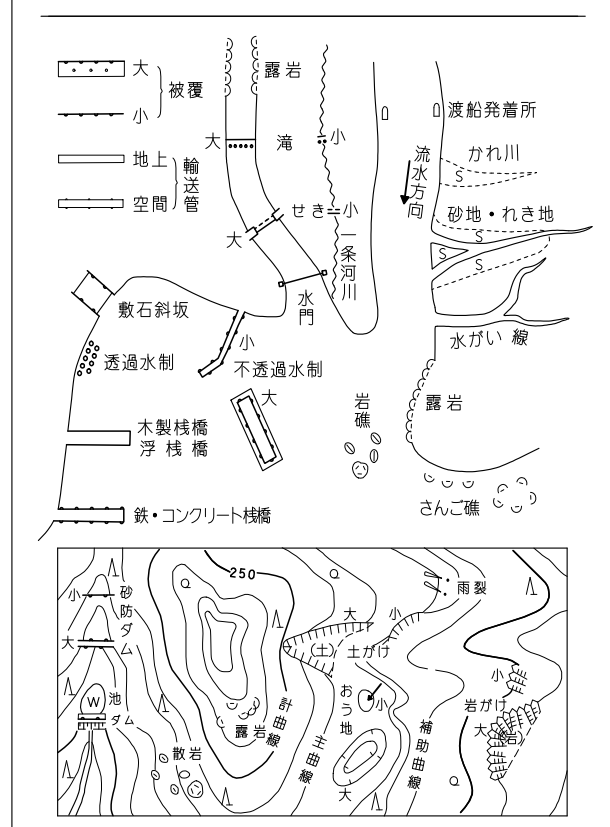 大
小
被覆
地上
空間
輸送管
露岩
大
滝
小
せき
小
大
一条河川
水門
流水方向
渡船発着所
かれ川
S
砂地・れき地
S
S
S
水がい線
敷石斜坂
透過水制
小
不透過水制
大
木製桟橋
浮桟橋
鉄・コンクリート桟橋
岩礁
露岩
さんご礁
小
砂防ダム
大
W
池
ダム
250
露岩
散岩
計曲線
主曲線
大
小
(土)
土がけ
おう地
小
大
補助曲線
雨裂
小
岩がけ
大
(岩)